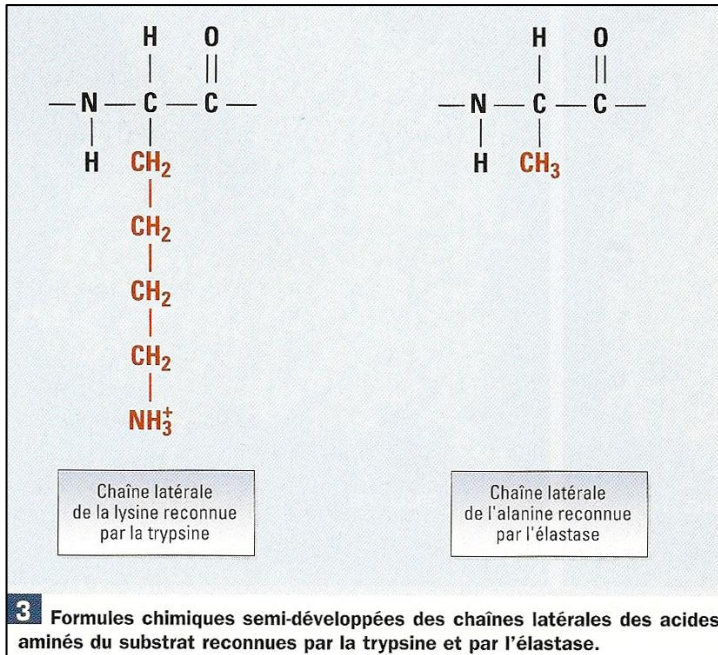 H O H O
— N — C — C — — N — C — C —
H CH₂ H CH₃
CH₂
CH₂
CH₂
NH₃⁺
Chaîne latérale
de la lysine reconnue
par la trypsine
Chaîne latérale
de l'alanine reconnue
par l'élastase
3 Formules chimiques semi-développées des chaînes latérales des acides
aminés du substrat reconnues par la trypsine et par l'élastase.